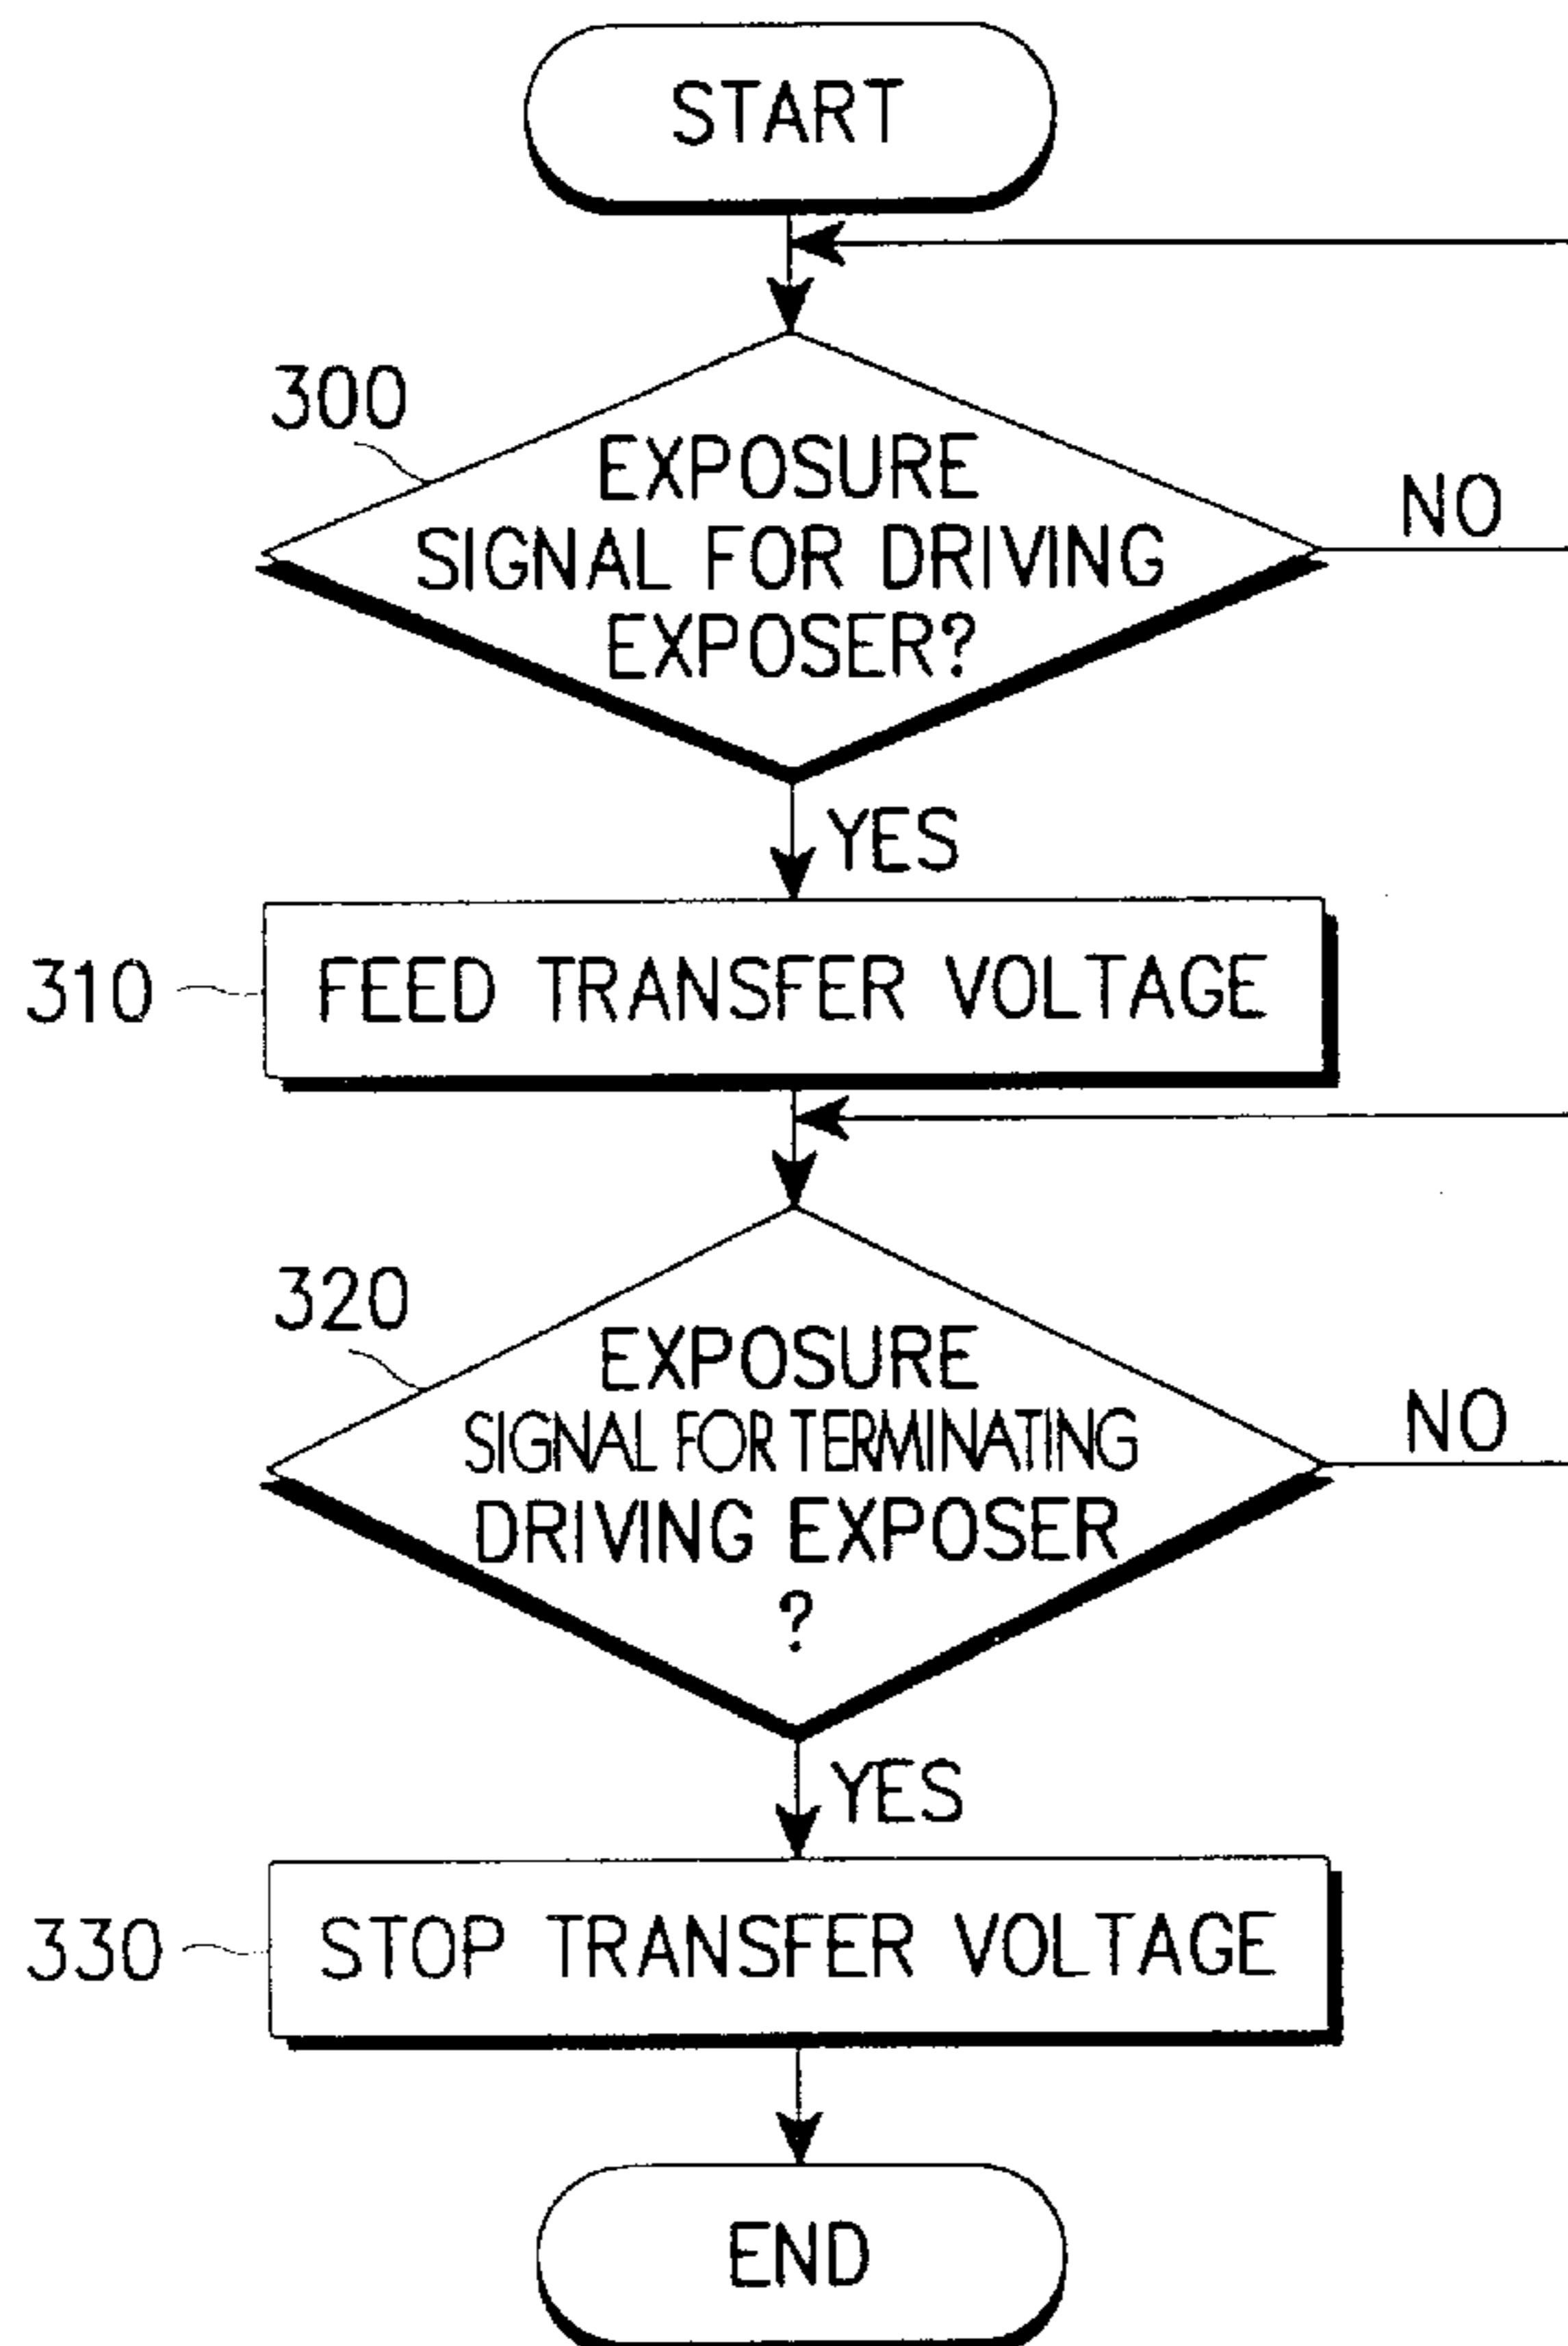 START
300
EXPOSURE
SIGNAL FOR DRIVING
EXPOSER?
NO
YES
310
FEED TRANSFER VOLTAGE
320
EXPOSURE
SIGNAL FOR TERMINATING
DRIVING EXPOSER
?
NO
YES
330
STOP TRANSFER VOLTAGE
END